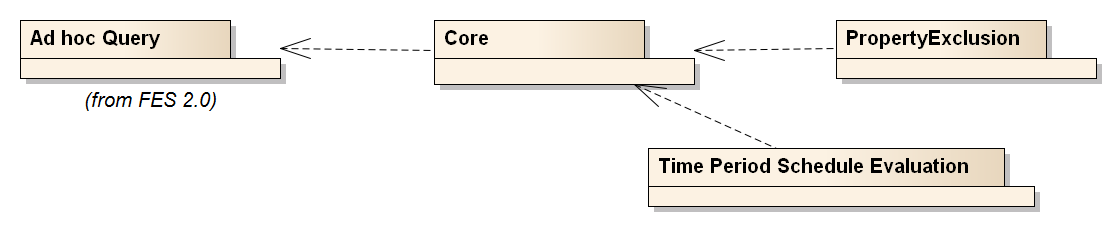 Ad hoc Query
Core
PropertyExclusion
(from FES 2.0)
Time Period Schedule Evaluation